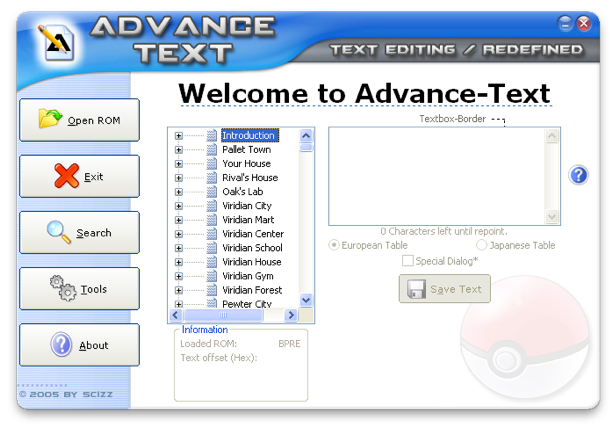 ADVANCE
TEXT
TEXT EDITING / REDEFINED
Welcome to Advance-Text
Open ROM
Exit
Search
Tools
About
© 2005 BY SCIZZ
Introduction
Pallet Town
Your House
Rival's House
Oak's Lab
Viridian City
Viridian Mart
Viridian Center
Viridian School
Viridian House
Viridian Gym
Viridian Forest
Pewter City
Information
Loaded ROM: BPRE
Text offset (Hex):
Textbox-Border
0 Characters left until repoint.
European Table
Japanese Table
Special Dialog*
Save Text